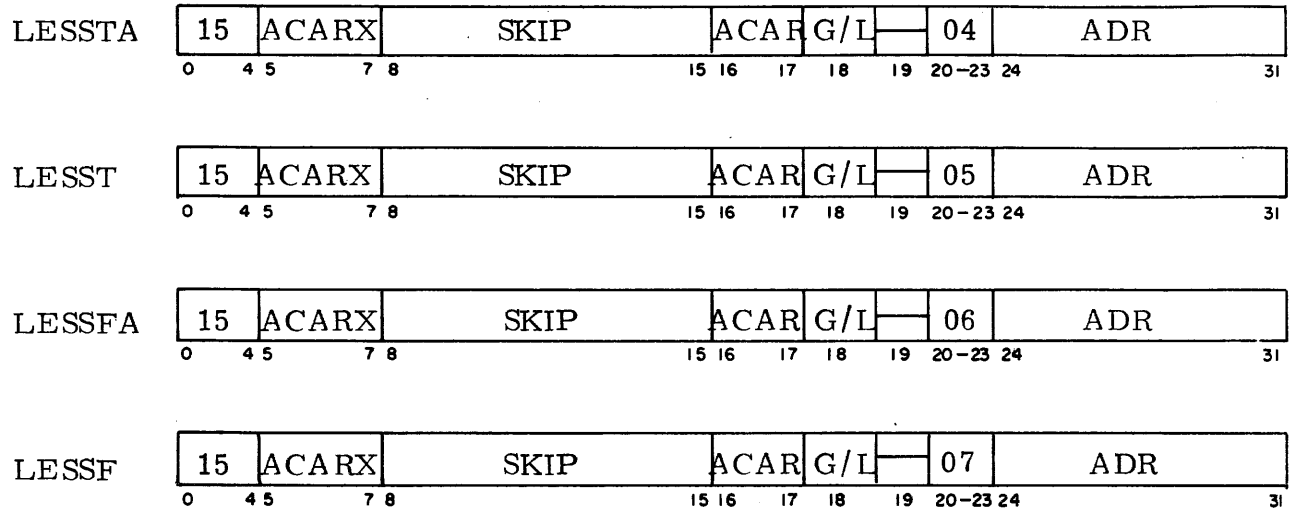 LESSTA 15 ACARX SKIP ACAR G/L 04 ADR
0 4 5 7 8 15 16 17 18 19 20-23 24 31
LESST 15 ACARX SKIP ACAR G/L 05 ADR
0 4 5 7 8 15 16 17 18 19 20-23 24 31
LESSFA 15 ACARX SKIP ACAR G/L 06 ADR
0 4 5 7 8 15 16 17 18 19 20-23 24 31
LESSF 15 ACARX SKIP ACAR G/L 07 ADR
0 4 5 7 8 15 16 17 18 19 20-23 24 31